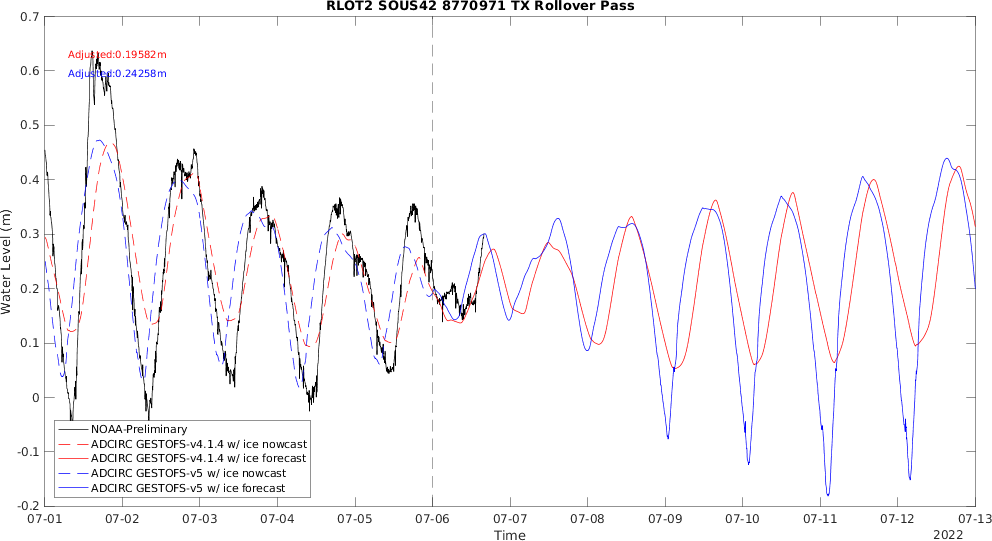 RLOT2 SOUS42 8770971 TX Rollover Pass
Adjusted:0.19582m
Adjusted:0.24258m
Water Level (m)
0.7
0.6
0.5
0.4
0.3
0.2
0.1
0
-0.1
-0.2
NOAA-Preliminary
ADCIRC GESTOFS-v4.1.4 w/ ice nowcast
ADCIRC GESTOFS-v4.1.4 w/ ice forecast
ADCIRC GESTOFS-v5 w/ ice nowcast
ADCIRC GESTOFS-v5 w/ ice forecast
07-01 07-02 07-03 07-04 07-05 07-06 07-07 07-08 07-09 07-10 07-11 07-12 07-13
Time
2022